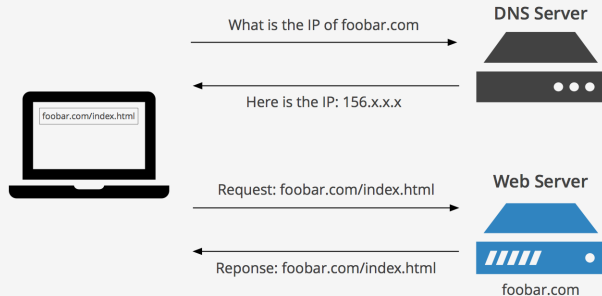 DNS Server
What is the IP of foobar.com
Here is the IP: 156.x.x.x
foobar.com/index.html
Web Server
Request: foobar.com/index.html
Reponse: foobar.com/index.html
foobar.com